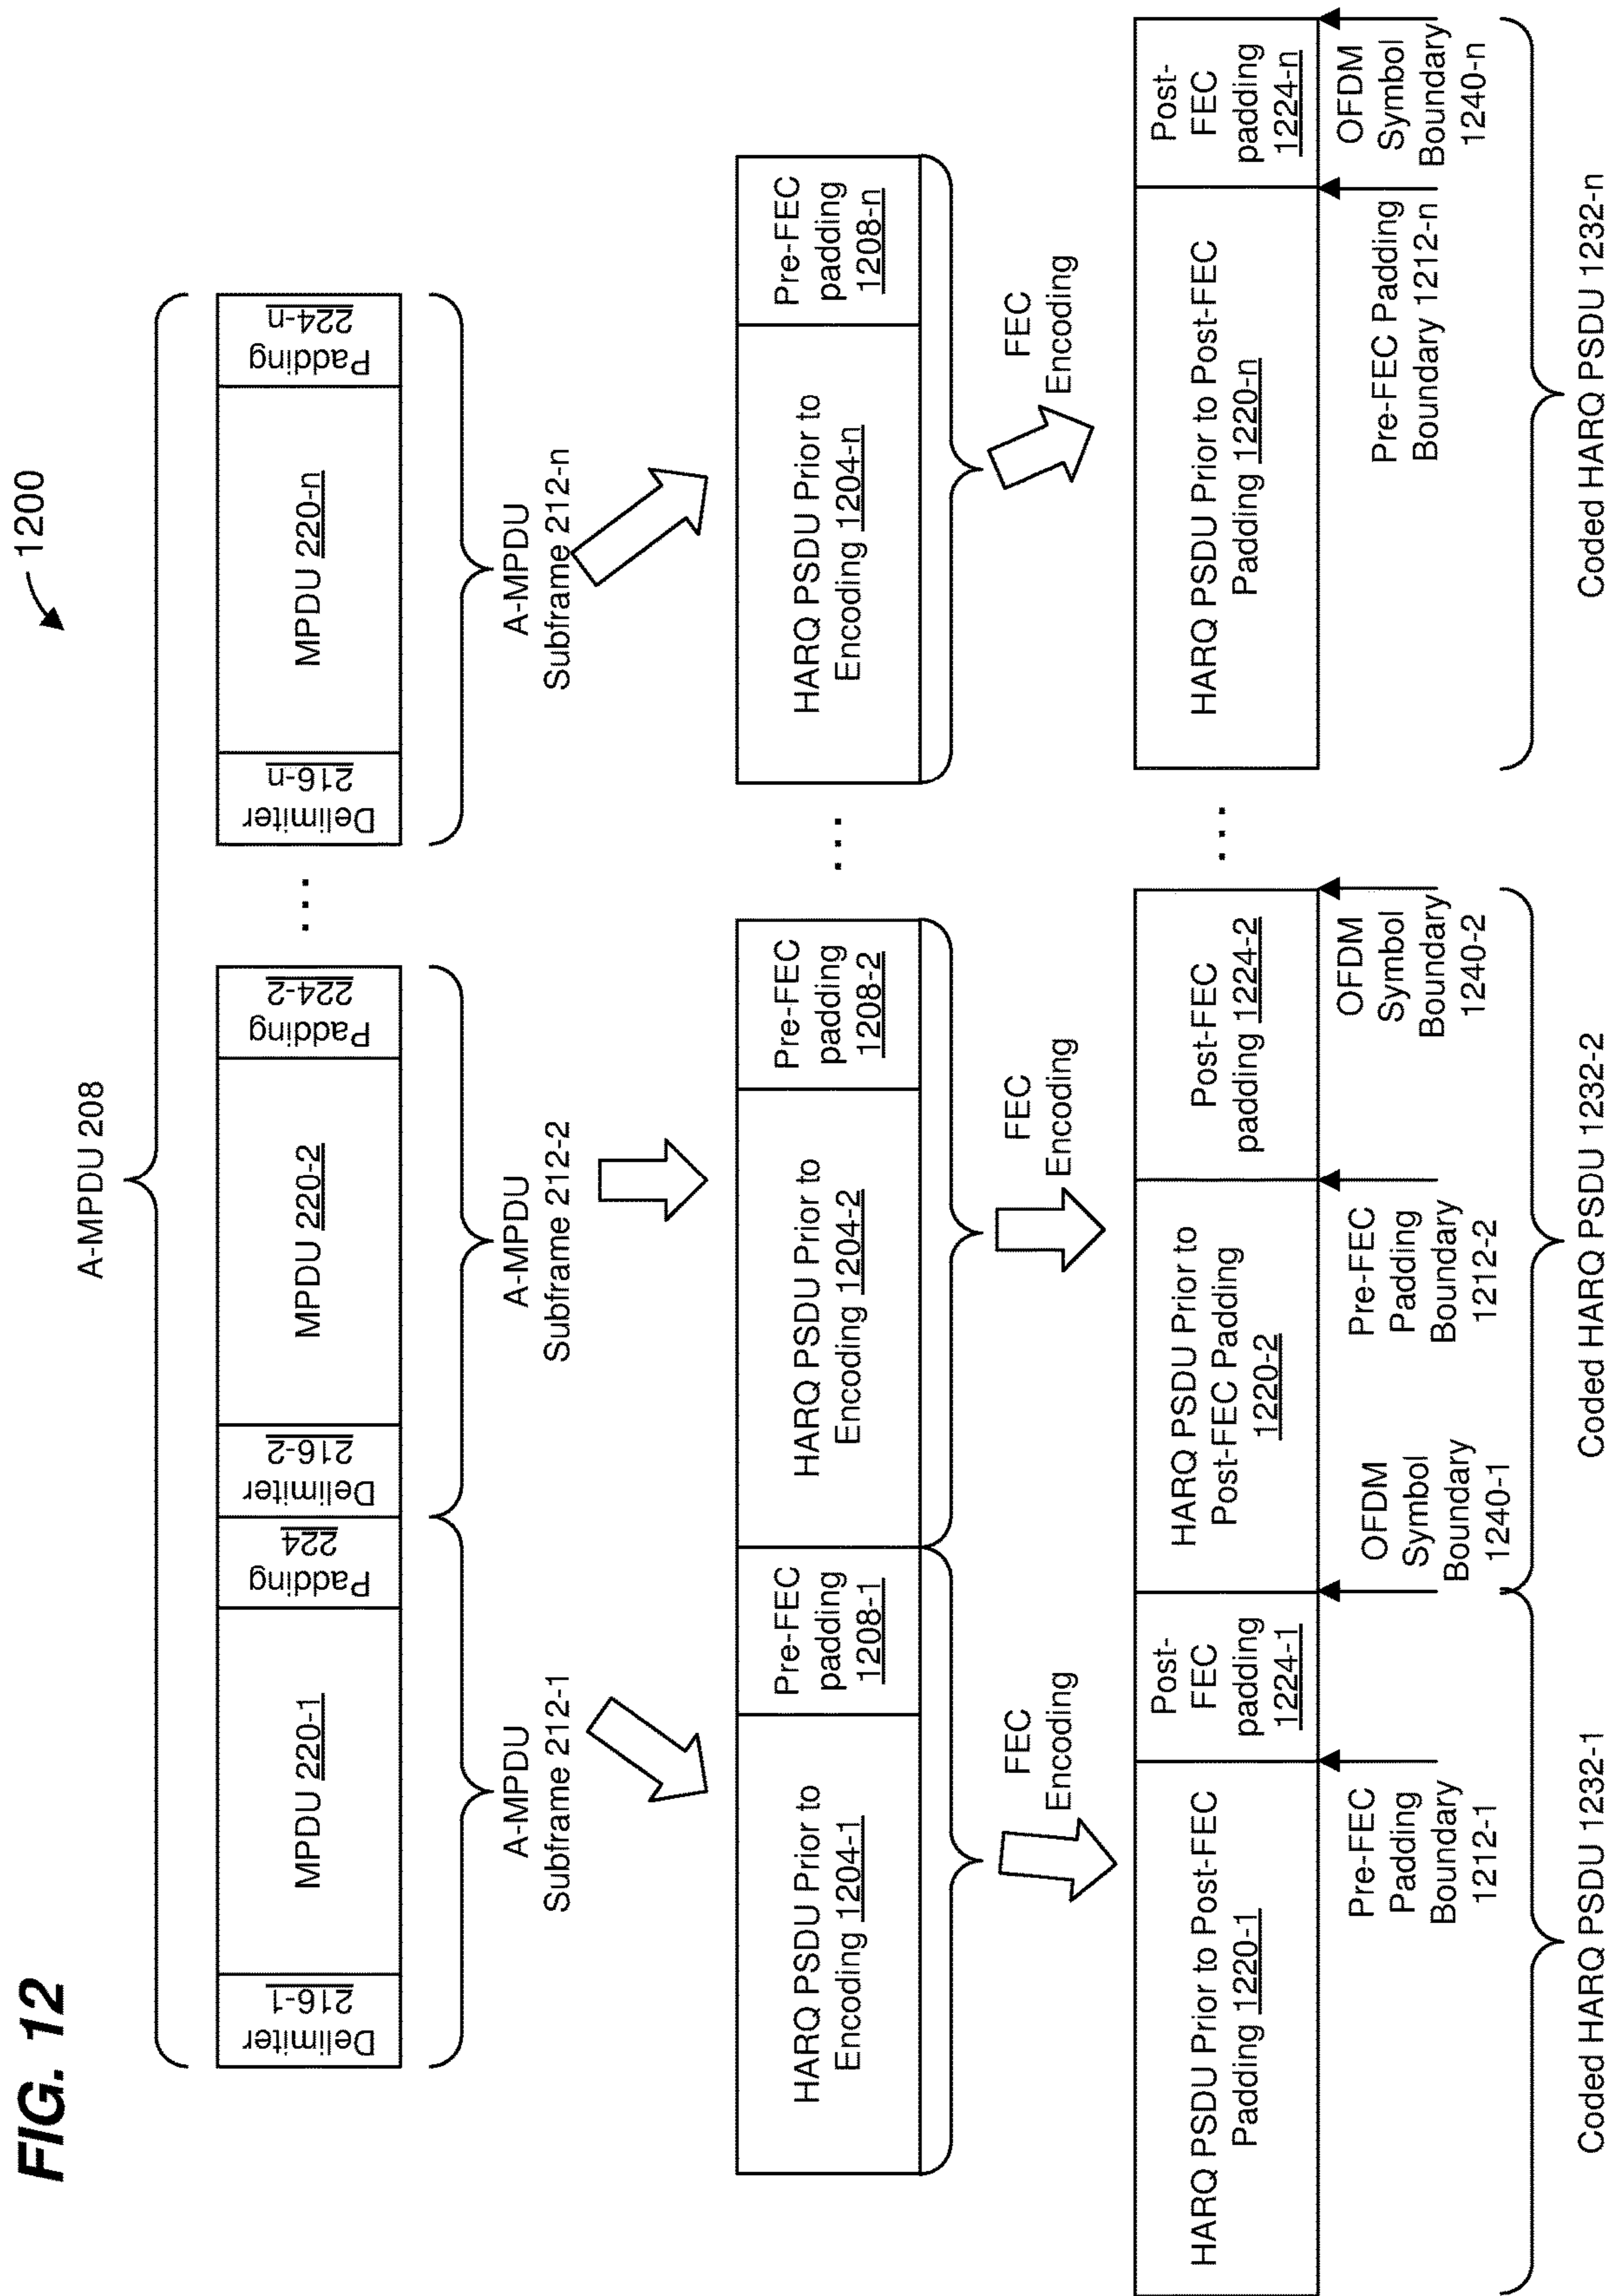 FIG. 12
1200
A-MPDU 208
Delimiter
216-1
MPDU 220-1
Padding
224
Delimiter
216-2
MPDU 220-2
Padding
224-2
...
Delimiter
216-n
MPDU 220-n
Padding
224-n
A-MPDU
Subframe 212-1
A-MPDU
Subframe 212-2
A-MPDU
Subframe 212-n
HARQ PSDU Prior to
Encoding 1204-1
Pre-FEC
padding
1208-1
HARQ PSDU Prior to
Encoding 1204-2
Pre-FEC
padding
1208-2
...
HARQ PSDU Prior to
Encoding 1204-n
Pre-FEC
padding
1208-n
FEC
Encoding
FEC
Encoding
FEC
Encoding
HARQ PSDU Prior to Post-FEC
Padding 1220-1
Post-
FEC
padding
1224-1
HARQ PSDU Prior to
Post-FEC Padding
1220-2
Post-FEC
padding 1224-2
...
HARQ PSDU Prior to Post-FEC
Padding 1220-n
Post-
FEC
padding
1224-n
Pre-FEC
Padding
Boundary
1212-1
OFDM
Symbol
Boundary
1240-1
Pre-FEC
Padding
Boundary
1212-2
OFDM
Symbol
Boundary
1240-2
Pre-FEC Padding
Boundary 1212-n
OFDM
Symbol
Boundary
1240-n
Coded HARQ PSDU 1232-1
Coded HARQ PSDU 1232-2
Coded HARQ PSDU 1232-n